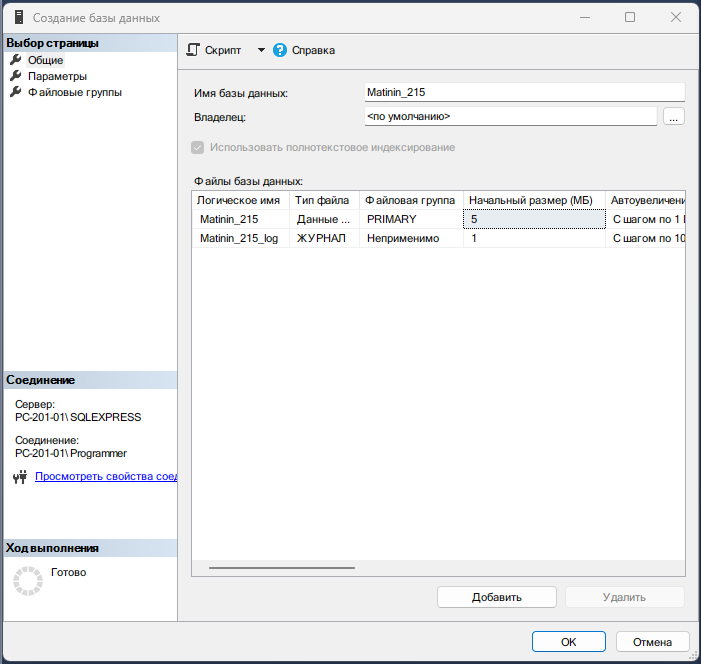 Создание базы данных
Выбор страницы
Общие
Параметры
Файловые группы
Скрипт
Справка
Имя базы данных: Matinin_215
Владелец: <по умолчанию> ...
Использовать полнотекстовое индексирование
Файлы базы данных:
Логическое имя Тип файла Файловая группа Начальный размер (МБ) Автоувеличени
Matinin_215 Данные ... PRIMARY 5 С шагом по 1
Matinin_215_log ЖУРНАЛ Неприменимо 1 С шагом по 10
Соединение
Сервер:
PC-201-01\SQLEXPRESS
Соединение:
PC-201-01\Programmer
Просмотреть свойства соед
Ход выполнения
Готово
Добавить Удалить
OK Отмена